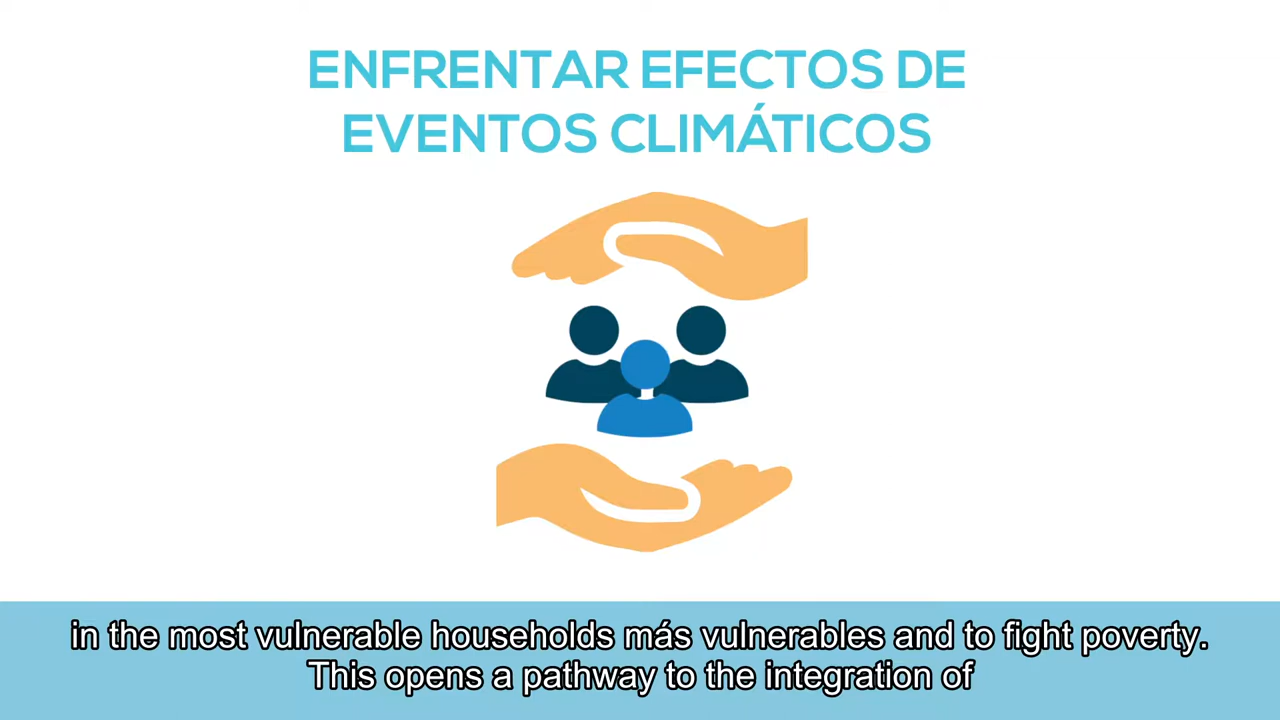 ENFRENTAR EFECTOS DE
EVENTOS CLIMÁTICOS
in the most vulnerable households más vulnerables and to fight poverty.
This opens a pathway to the integration of